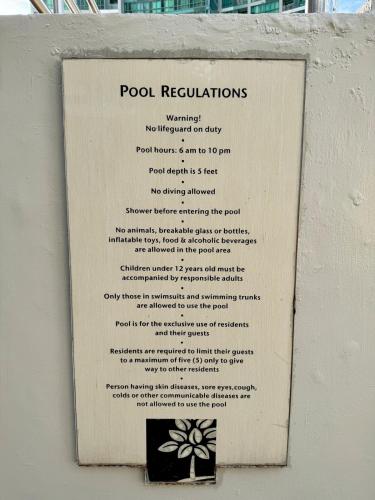 POOL REGULATIONS
Warning!
No lifeguard on duty
•
Pool hours: 6 am to 10 pm
•
Pool depth is 5 feet
•
No diving allowed
•
Shower before entering the pool
•
No animals, breakable glass or bottles,
inflatable toys, food & alcoholic beverages
are allowed in the pool area
•
Children under 12 years old must be
accompanied by responsible adults
•
Only those in swimsuits and swimming trunks
are allowed to use the pool
•
Pool is for the exclusive use of residents
and their guests
•
Residents are required to limit their guests
to a maximum of five (5) only to give
way to other residents
•
Person having skin diseases, sore eyes,cough,
colds or other communicable diseases are
not allowed to use the pool